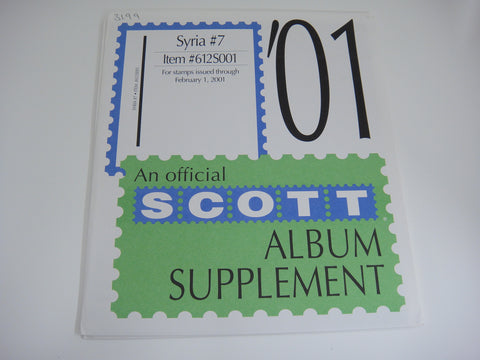 3199
'01
Syria #7
Item #612S001
For stamps issued through
February 1, 2001
An official
SCOTT
ALBUM
SUPPLEMENT